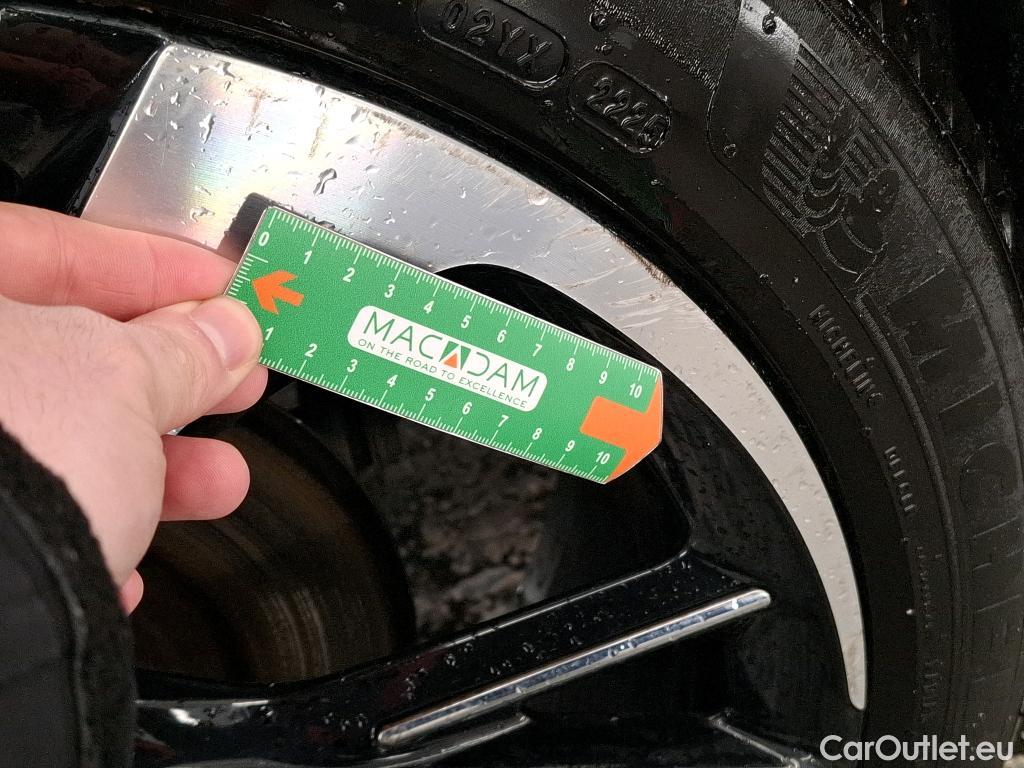 02YX
2225
0 1 2 3 4 5 6 7 8 9 10
MACADAM
ON THE ROAD TO EXCELLENCE
1 2 3 4 5 6 7 8 9 10
CarOutlet.eu